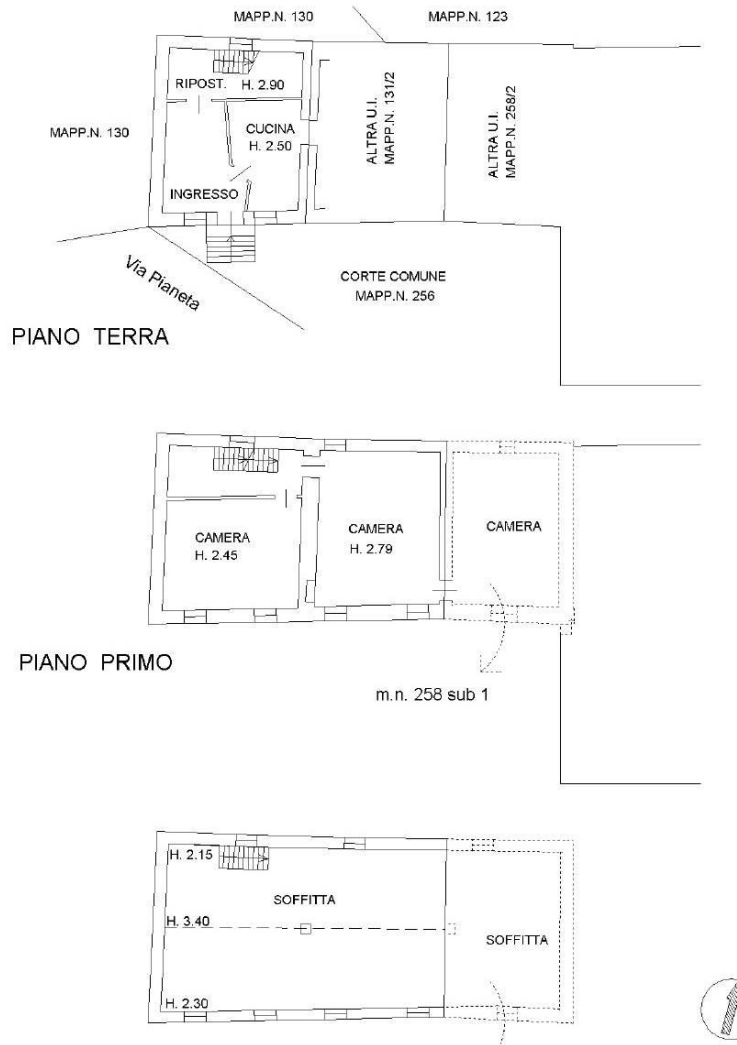 MAPP.N. 130
MAPP.N. 123
RIPOST.
H. 2.90
MAPP.N. 130
CUCINA
H. 2.50
ALTRA U.I.
MAPP.N. 131/2
ALTRA U.I.
MAPP.N. 258/2
INGRESSO
Via Pianeta
CORTE COMUNE
MAPP.N. 256
PIANO TERRA
CAMERA
H. 2.45
CAMERA
H. 2.79
CAMERA
PIANO PRIMO
m.n. 258 sub 1
H. 2.15
SOFFITTA
H. 3.40
SOFFITTA
H. 2.30